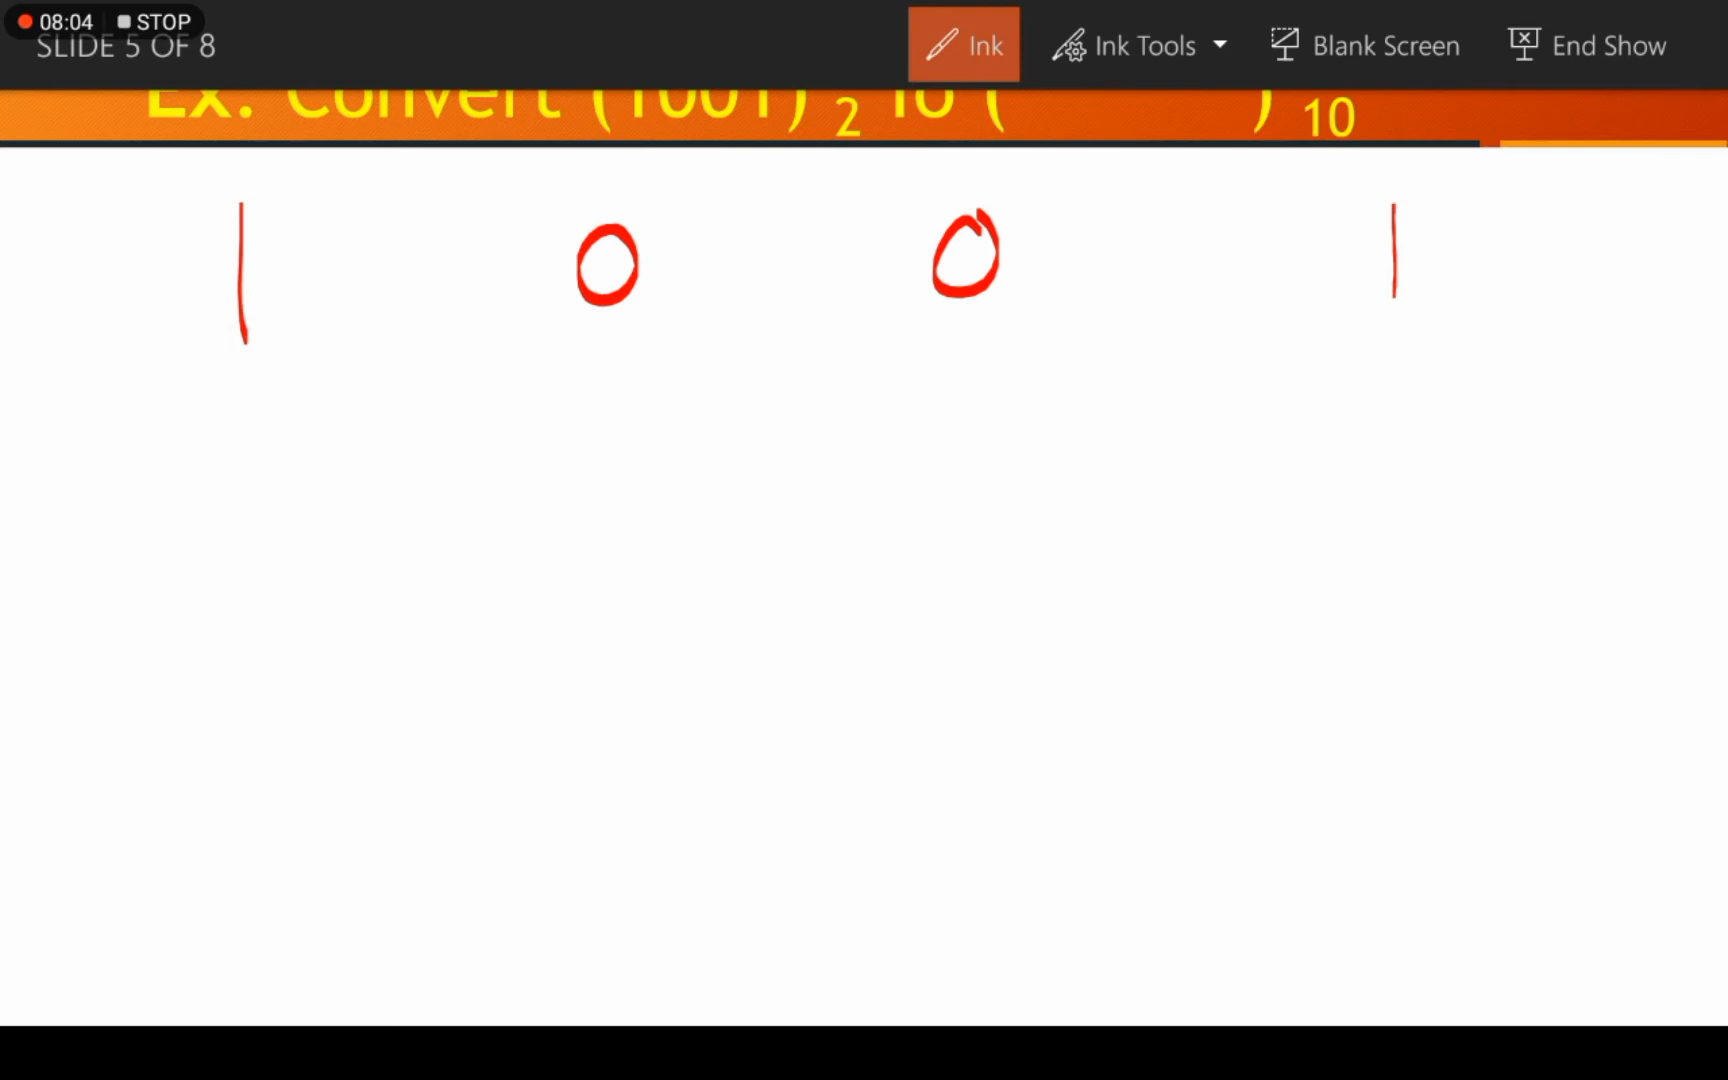 08:04 STOP
SLIDE 5 OF 8
Ink
Ink Tools
Blank Screen
End Show
Ex. Convert (1001) 2 To ( ) 10
1 0 0 1